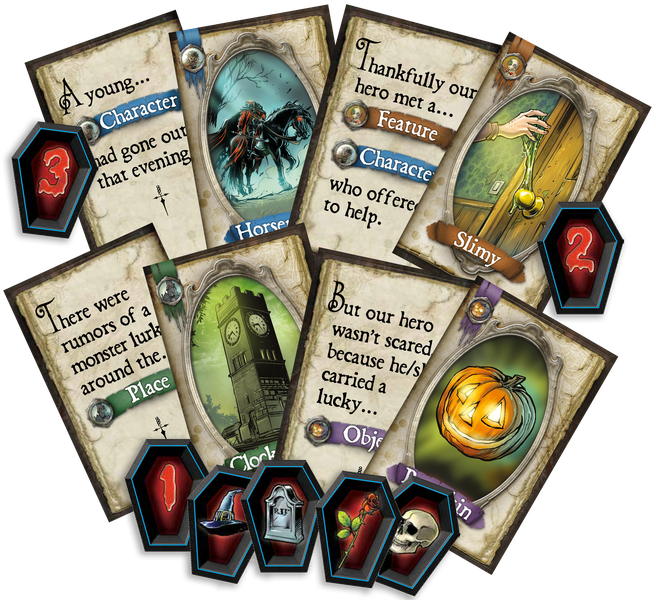 A young...
Character
had gone out
that evening
3
Horsem
Thankfully our
hero met a...
Feature
Character
who offered
to help.
Slimy
2
There were
rumors of a
monster lurk
around the...
Place
Clock
But our hero
wasn't scared,
because he/s
carried a
lucky...
Obje
1
RIP